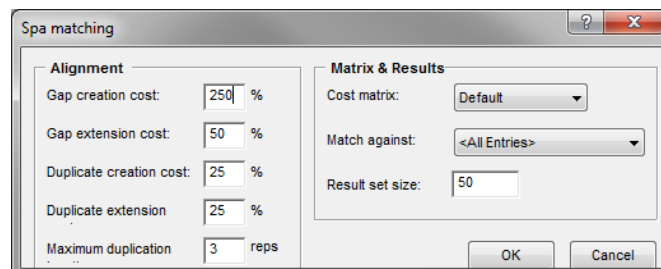 Spa matching
Alignment
Gap creation cost: 250 %
Gap extension cost: 50 %
Duplicate creation cost: 25 %
Duplicate extension
25 %
Maximum duplication
3 reps
Matrix & Results
Cost matrix: Default
Match against: <All Entries>
Result set size: 50
OK Cancel